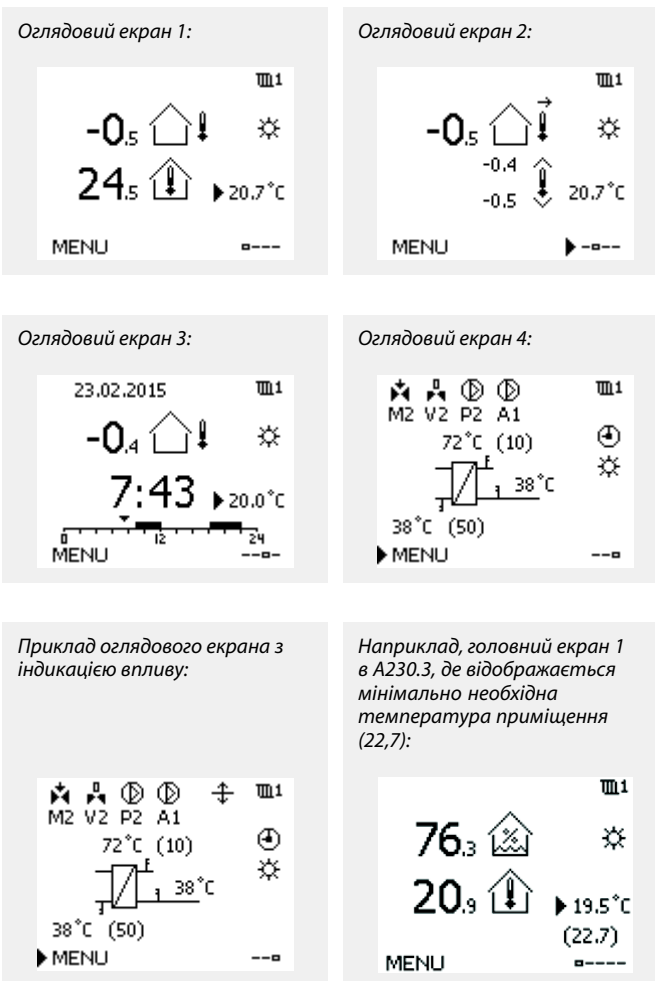 Оглядовий екран 1:
1
-0.5
24.5
20.7°C
MENU
Оглядовий екран 2:
1
-0.5
-0.4
-0.5
20.7°C
MENU
Оглядовий екран 3:
23.02.2015
1
-0.4
7:43
20.0°C
0 12 24
MENU
Оглядовий екран 4:
1
M2 V2 P2 A1
72°C (10)
38°C
38°C (50)
MENU
Приклад оглядового екрана з
індикацією впливу:
1
M2 V2 P2 A1
72°C (10)
38°C
38°C (50)
MENU
Наприклад, головний екран 1
в A230.3, де відображається
мінімально необхідна
температура приміщення
(22,7):
1
76.3 %
20.9
19.5°C
(22.7)
MENU